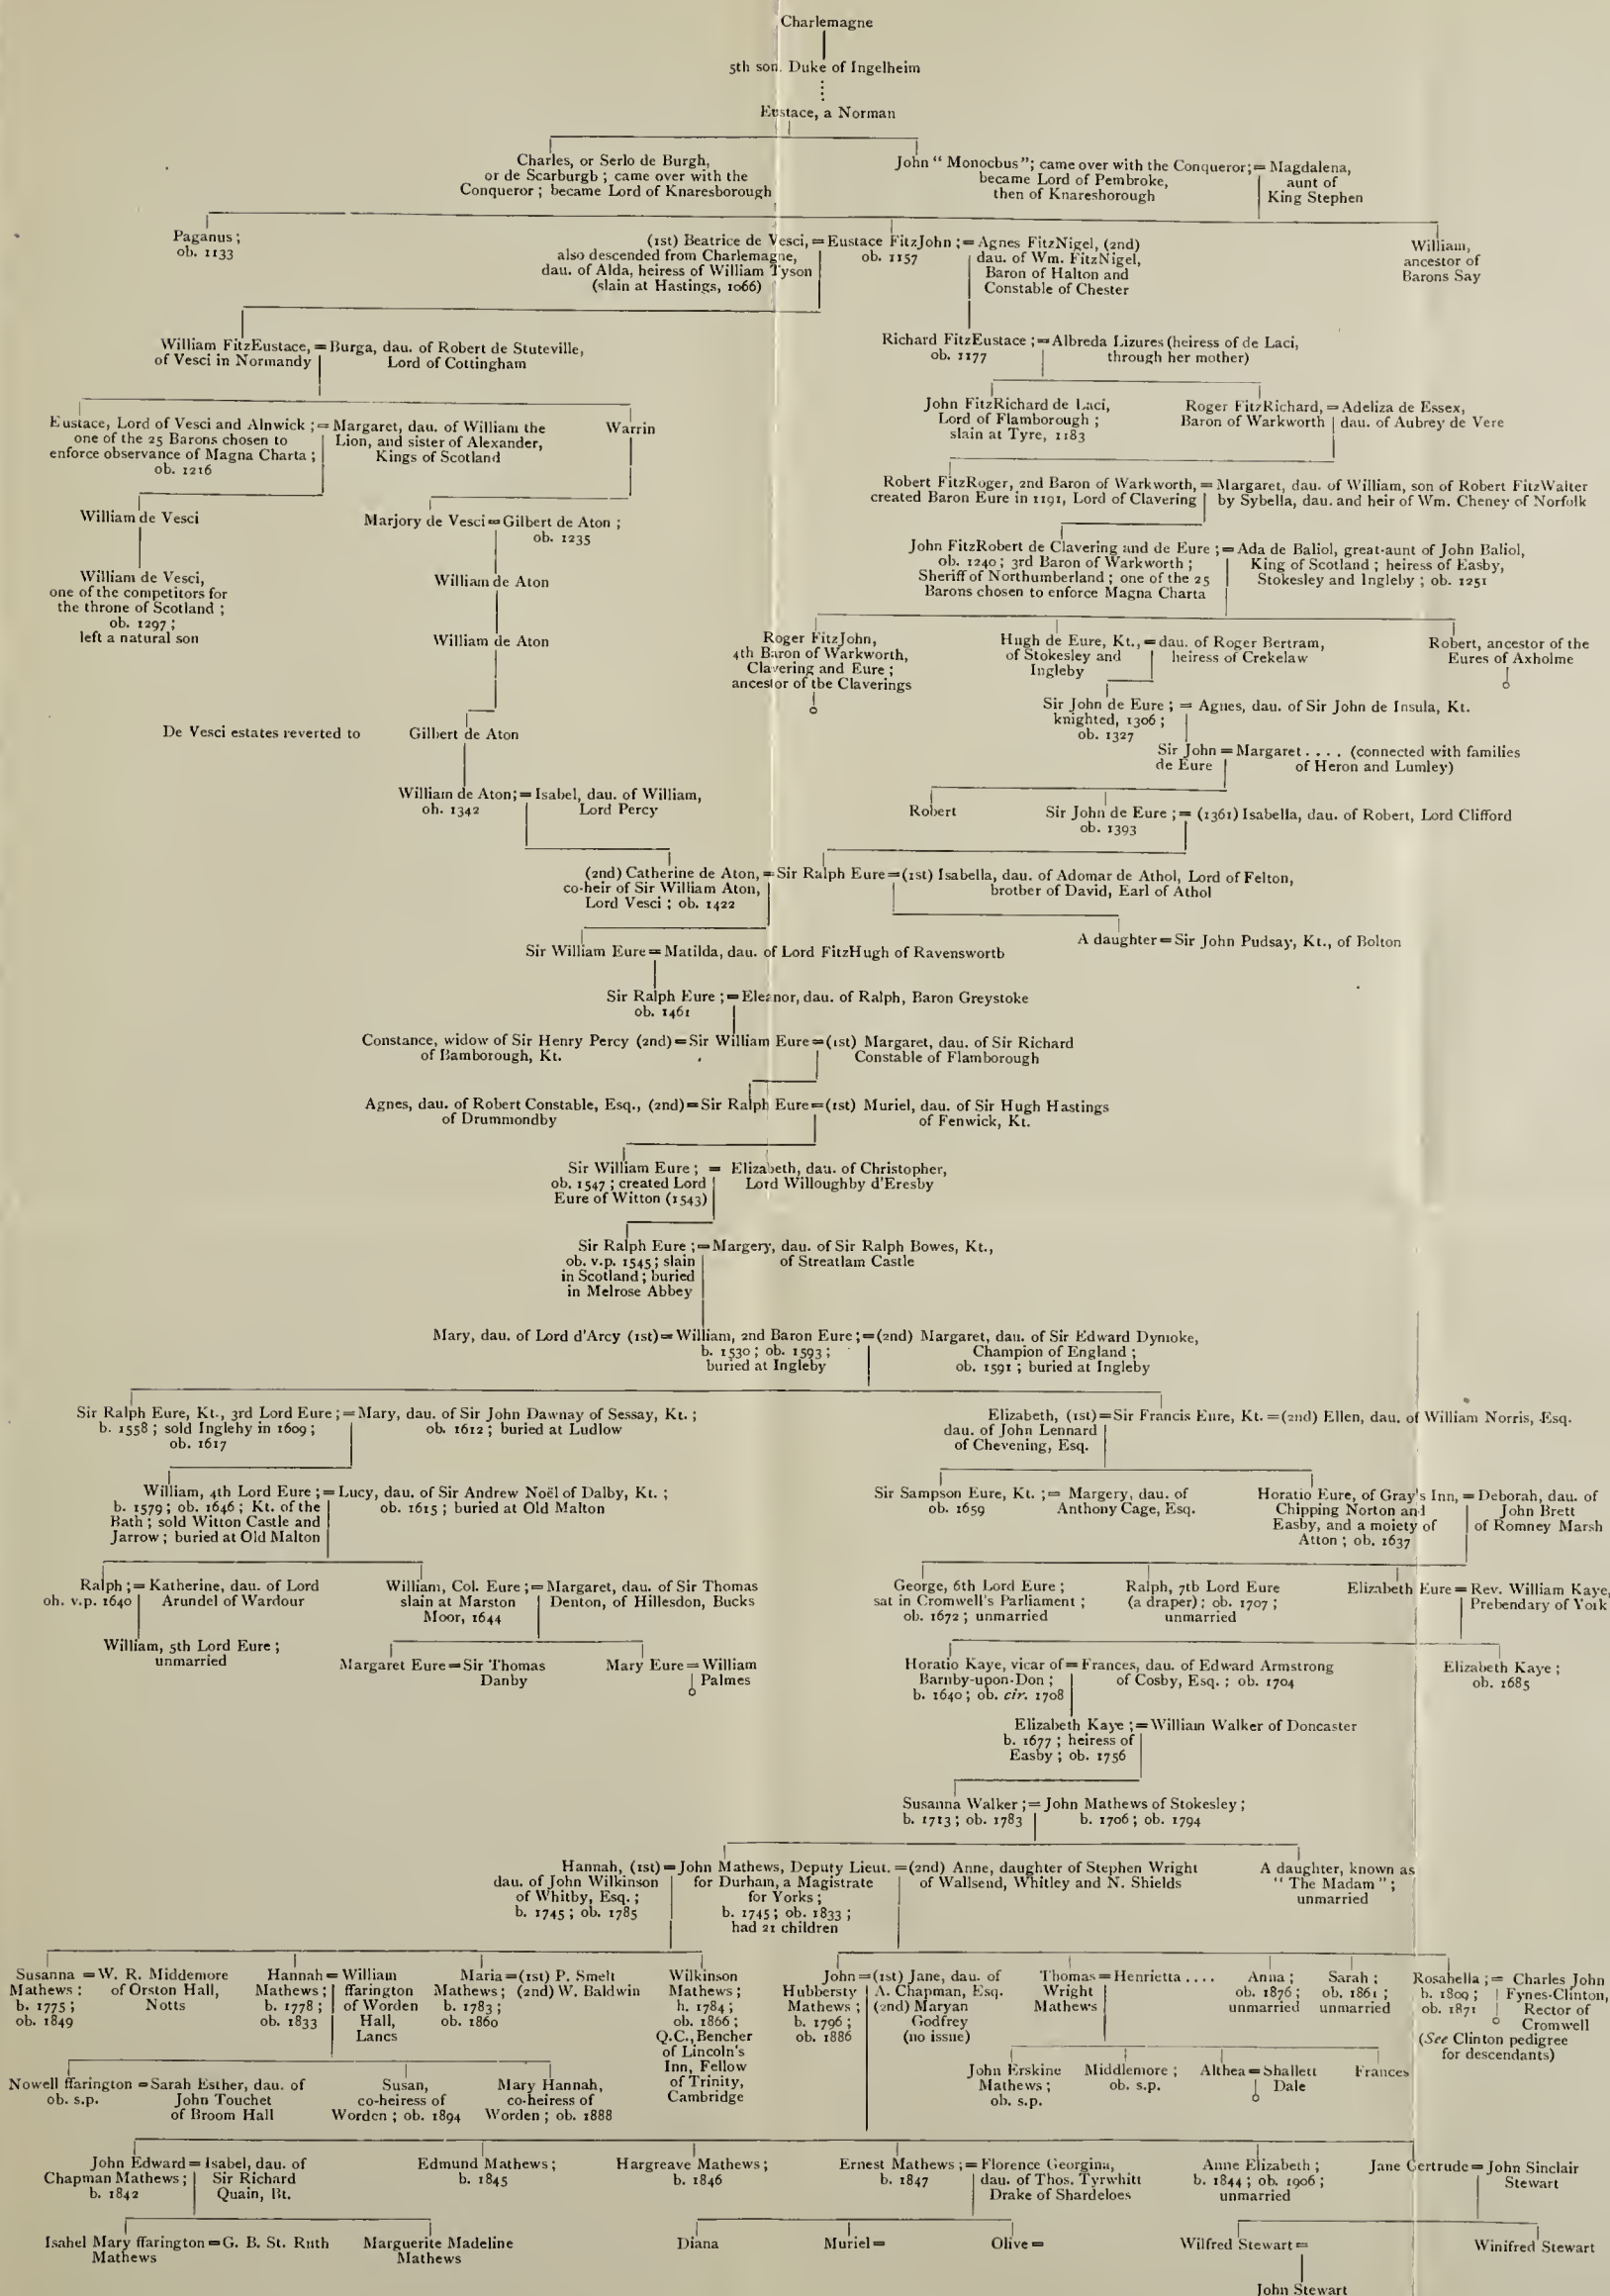 Charlemagne
5th son. Duke of Ingelheim
Eustace, a Norman
Charles, or Serlo de Burgh,
or de Scarburgb ; came over with the
Conqueror ; became Lord of Knaresborough
John “ Monocbus ”; came over with the Conqueror; = Magdalena,
became Lord of Pembroke, aunt of
then of Knareshorough King Stephen
Paganus ;
ob. 1133
(1st) Beatrice de Vesci, = Eustace FitzJohn ; = Agnes FitzNigel, (2nd)
also descended from Charlemagne, ob. 1157 dau. of Wm. FitzNigel,
dau. of Alda, heiress of William Tyson Baron of Halton and
(slain at Hastings, 1066) Constable of Chester
William,
ancestor of
Barons Say
William FitzEustace, = Burga, dau. of Robert de Stuteville,
of Vesci in Normandy Lord of Cottingham
Richard FitzEustace ; = Albreda Lizures (heiress of de Laci,
ob. 1177 through her mother)
Eustace, Lord of Vesci and Alnwick ; = Margaret, dau. of William the
one of the 25 Barons chosen to Lion, and sister of Alexander,
enforce observance of Magna Charta ; Kings of Scotland
ob. 1216
Warrin
John FitzRichard de Laci,
Lord of Flamborough ;
slain at Tyre, 1183
Roger FitzRichard, = Adeliza de Essex,
Baron of Warkworth dau. of Aubrey de Vere
Robert FitzRoger, 2nd Baron of Warkworth, = Margaret, dau. of William, son of Robert FitzWalter
created Baron Eure in 1191, Lord of Clavering by Sybella, dau. and heir of Wm. Cheney of Norfolk
William de Vesci
Marjory de Vesci = Gilbert de Aton ;
ob. 1235
John FitzRobert de Clavering and de Eure ; = Ada de Baliol, great-aunt of John Baliol,
ob. 1240 ; 3rd Baron of Warkworth ; King of Scotland ; heiress of Easby,
Sheriff of Northumberland ; one of the 25 Stokesley and Ingleby ; ob. 1251
Barons chosen to enforce Magna Charta
William de Vesci,
one of the competitors for
the throne of Scotland ;
ob. 1297 ;
left a natural son
William de Aton
William de Aton
Roger FitzJohn,
4th Baron of Warkworth,
Clavering and Eure ;
ancestor of tbe Claverings
Hugh de Eure, Kt., = dau. of Roger Bertram,
of Stokesley and heiress of Crekelaw
Ingleby
Robert, ancestor of the
Eures of Axholme
Sir John de Eure ; = Agnes, dau. of Sir John de Insula, Kt.
knighted, 1306 ;
ob. 1327
De Vesci estates reverted to Gilbert de Aton
Sir John = Margaret . . . . (connected with families
de Eure of Heron and Lumley)
William de Aton; = Isabel, dau. of William,
oh. 1342 Lord Percy
Robert
Sir John de Eure ; = (1361) Isabella, dau. of Robert, Lord Clifford
ob. 1393
(2nd) Catherine de Aton, = Sir Ralph Eure = (1st) Isabella, dau. of Adomar de Athol, Lord of Felton,
co-heir of Sir William Aton, brother of David, Earl of Athol
Lord Vesci ; ob. 1422
A daughter = Sir John Pudsay, Kt., of Bolton
Sir William Eure = Matilda, dau. of Lord FitzHugh of Ravenswortb
Sir Ralph Eure ; = Eleanor, dau. of Ralph, Baron Greystoke
ob. 1461
Constance, widow of Sir Henry Percy (2nd) = Sir William Eure = (1st) Margaret, dau. of Sir Richard
of Bamborough, Kt. Constable of Flamborough
Agnes, dau. of Robert Constable, Esq., (2nd) = Sir Ralph Eure = (1st) Muriel, dau. of Sir Hugh Hastings
of Drummondby of Fenwick, Kt.
Sir William Eure ; = Elizabeth, dau. of Christopher,
ob. 1547 ; created Lord Lord Willoughby d'Eresby
Eure of Witton (1543)
Sir Ralph Eure ; = Margery, dau. of Sir Ralph Bowes, Kt.,
ob. v.p. 1545 ; slain of Streatlam Castle
in Scotland ; buried
in Melrose Abbey
Mary, dau. of Lord d'Arcy (1st) = William, 2nd Baron Eure ; = (2nd) Margaret, dau. of Sir Edward Dymoke,
b. 1530 ; ob. 1593 ; Champion of England ;
buried at Ingleby ob. 1591 ; buried at Ingleby
Sir Ralph Eure, Kt., 3rd Lord Eure ; = Mary, dau. of Sir John Dawnay of Sessay, Kt. ;
b. 1558 ; sold Inglehy in 1609 ; ob. 1612 ; buried at Ludlow
ob. 1617
Elizabeth, (1st) = Sir Francis Eure, Kt. = (2nd) Ellen, dau. of William Norris, Esq.
dau. of John Lennard
of Chevening, Esq.
William, 4th Lord Eure ; = Lucy, dau. of Sir Andrew Noël of Dalby, Kt. ;
b. 1579 ; ob. 1646 ; Kt. of the ob. 1615 ; buried at Old Malton
Bath ; sold Witton Castle and
Jarrow ; buried at Old Malton
Sir Sampson Eure, Kt. ; = Margery, dau. of
ob. 1659 Anthony Cage, Esq.
Horatio Eure, of Gray's Inn, = Deborah, dau. of
Chipping Norton and John Brett
Easby, and a moiety of of Romney Marsh
Atton ; ob. 1637
Ralph ; = Katherine, dau. of Lord
oh. v.p. 1640 Arundel of Wardour
William, Col. Eure ; = Margaret, dau. of Sir Thomas
slain at Marston Denton, of Hillesdon, Bucks
Moor, 1644
George, 6th Lord Eure ;
sat in Cromwell's Parliament ;
ob. 1672 ; unmarried
Ralph, 7tb Lord Eure
(a draper) ; ob. 1707 ;
unmarried
Elizabeth Eure = Rev. William Kaye,
Prebendary of York
William, 5th Lord Eure ;
unmarried
Margaret Eure = Sir Thomas
Danby
Mary Eure = William
Palmes
Horatio Kaye, vicar of = Frances, dau. of Edward Armstrong
Barnby-upon-Don ; of Cosby, Esq. ; ob. 1704
b. 1640 ; ob. cir. 1708
Elizabeth Kaye ;
ob. 1685
Elizabeth Kaye ; = William Walker of Doncaster
b. 1677 ; heiress of
Easby ; ob. 1756
Susanna Walker ; = John Mathews of Stokesley ;
b. 1713 ; ob. 1783 b. 1706 ; ob. 1794
Hannah, (1st) = John Mathews, Deputy Lieut. = (2nd) Anne, daughter of Stephen Wright
dau. of John Wilkinson for Durham, a Magistrate of Wallsend, Whitley and N. Shields
of Whitby, Esq. ; for Yorks ;
b. 1745 ; ob. 1785 b. 1745 ; ob. 1833 ;
had 21 children
A daughter, known as
“ The Madam ” ;
unmarried
Susanna = W. R. Middemore
Mathews : of Orston Hall,
b. 1775 ; Notts
ob. 1849
Hannah = William
Mathews ; ffarington
b. 1778 ; of Worden
ob. 1833 Hall,
Lancs
Maria = (1st) P. Smelt
Mathews ; (2nd) W. Baldwin
b. 1783 ;
ob. 1860
Wilkinson
Mathews ;
h. 1784 ;
ob. 1866 ;
Q.C., Bencher
of Lincoln's
Inn, Fellow
of Trinity,
Cambridge
John = (1st) Jane, dau. of
Hubbersty A. Chapman, Esq.
Mathews ; (2nd) Maryan
b. 1796 ; Godfrey
ob. 1886 (no issue)
Thomas = Henrietta . . . .
Wright
Mathews
Anna ;
ob. 1876 ;
unmarried
Sarah ;
ob. 1861 ;
unmarried
Rosahella ; = Charles John
b. 1809 ; Fynes-Clinton,
ob. 1871 Rector of
Cromwell
(See Clinton pedigree
for descendants)
Nowell ffarington = Sarah Esther, dau. of
ob. s.p. John Touchet
of Broom Hall
Susan,
co-heiress of
Worden ; ob. 1894
Mary Hannah,
co-heiress of
Worden ; ob. 1888
John Erskine
Mathews ;
ob. s.p.
Middlemore ;
ob. s.p.
Althea = Shallett
Dale
Frances
John Edward = Isabel, dau. of
Chapman Mathews ; Sir Richard
b. 1842 Quain, Bt.
Edmund Mathews ;
b. 1845
Hargreave Mathews ;
b. 1846
Ernest Mathews ; = Florence Georgina,
b. 1847 dau. of Thos. Tyrwhitt
Drake of Shardeloes
Anne Elizabeth ;
b. 1844 ; ob. 1906 ;
unmarried
Jane Gertrude = John Sinclair
Stewart
Isahel Mary ffarington = G. B. St. Ruth
Mathews
Marguerite Madeline
Mathews
Diana
Muriel =
Olive =
Wilfred Stewart =
Winifred Stewart
John Stewart